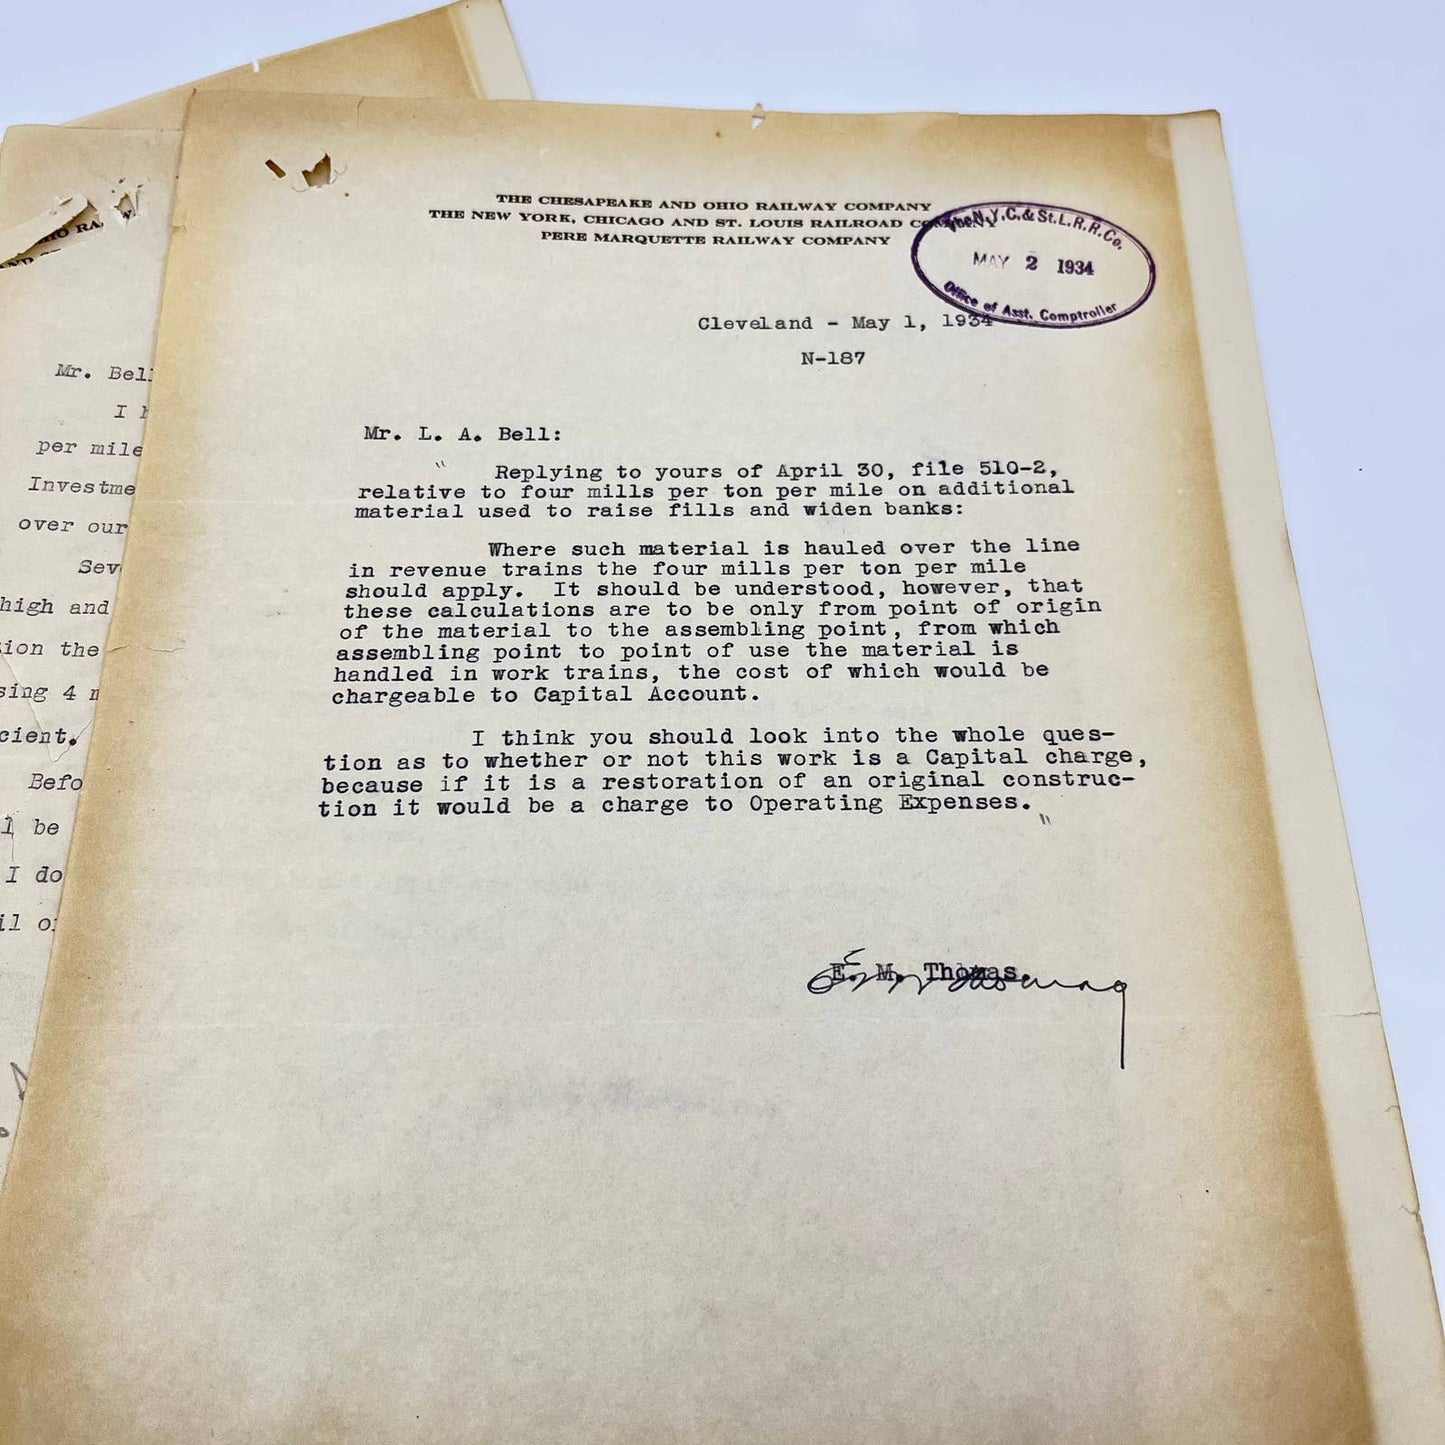 THE CHESAPEAKE AND OHIO RAILWAY COMPANY
THE NEW YORK, CHICAGO AND ST. LOUIS RAILROAD COMPANY
PERE MARQUETTE RAILWAY COMPANY
The N.Y.C.& St.L.R.R.Co.
MAY 2 1934
Office of Asst. Comptroller
Cleveland - May 1, 1934
N-187
Mr. L. A. Bell:
" Replying to yours of April 30, file 510-2,
relative to four mills per ton per mile on additional
material used to raise fills and widen banks:
Where such material is hauled over the line
in revenue trains the four mills per ton per mile
should apply. It should be understood, however, that
these calculations are to be only from point of origin
of the material to the assembling point, from which
assembling point to point of use the material is
handled in work trains, the cost of which would be
chargeable to Capital Account.
I think you should look into the whole ques-
tion as to whether or not this work is a Capital charge,
because if it is a restoration of an original construc-
tion it would be a charge to Operating Expenses. "
E. M. Thomas.
E M Thomas
Mr. Bell
I
per mile
Investme
over our
Sev
high and
tion the
sing 4
cient.
Befo
l be
I do
il